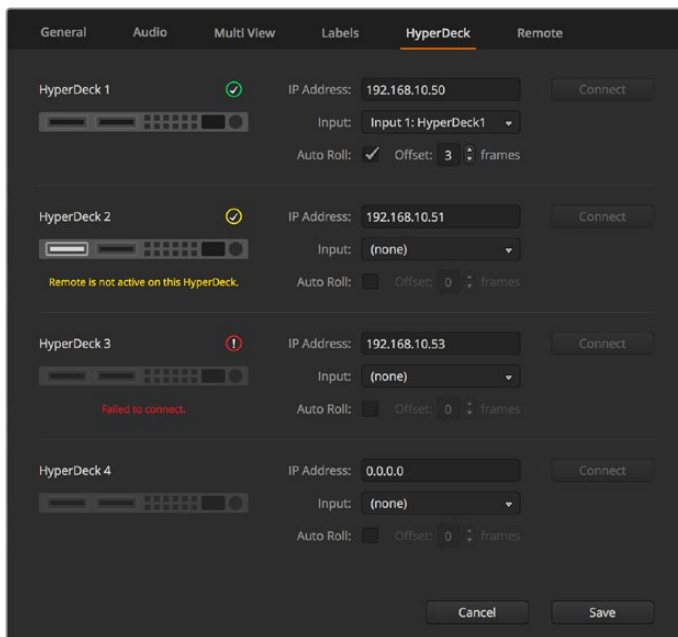 General Audio Multi View Labels HyperDeck Remote
HyperDeck 1 IP Address: 192.168.10.50 Connect
Input: Input 1: HyperDeck1
Auto Roll: Offset: 3 frames
HyperDeck 2 IP Address: 192.168.10.51 Connect
Input: (none)
Remote is not active on this HyperDeck.
Auto Roll: Offset: 0 frames
HyperDeck 3 IP Address: 192.168.10.53 Connect
Input: (none)
Failed to connect.
Auto Roll: Offset: 0 frames
HyperDeck 4 IP Address: 0.0.0.0 Connect
Input: (none)
Auto Roll: Offset: 0 frames
Cancel Save